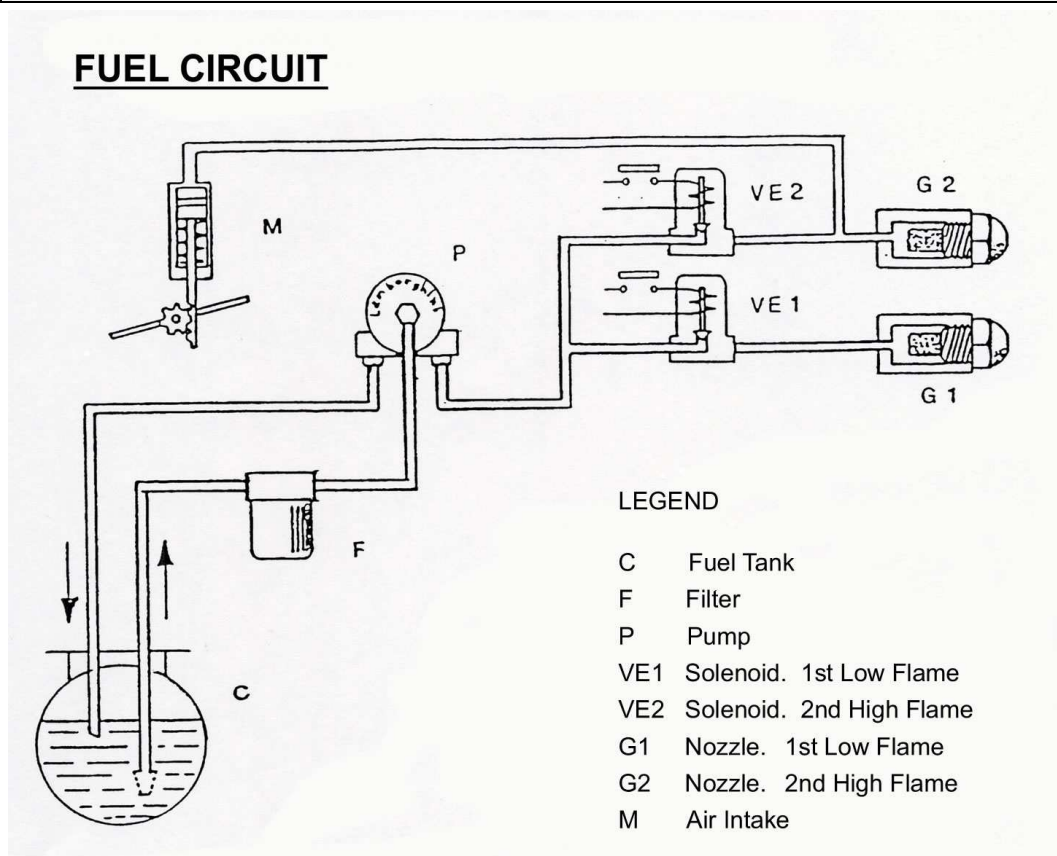 FUEL CIRCUIT
VE 2
G 2
M
P
Lamborghini
VE 1
G 1
F
C
LEGEND
C Fuel Tank
F Filter
P Pump
VE1 Solenoid. 1st Low Flame
VE2 Solenoid. 2nd High Flame
G1 Nozzle. 1st Low Flame
G2 Nozzle. 2nd High Flame
M Air Intake